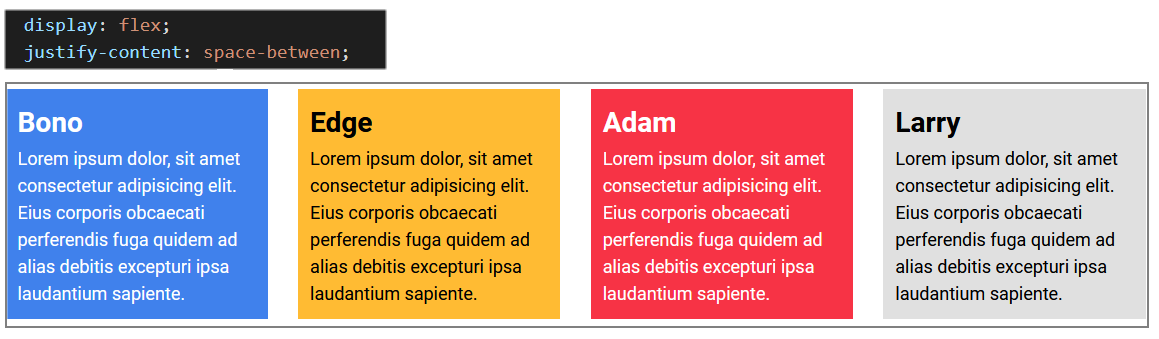 display: flex;
justify-content: space-between;
Bono
Lorem ipsum dolor, sit amet
consectetur adipisicing elit.
Eius corporis obcaecati
perferendis fuga quidem ad
alias debitis excepturi ipsa
laudantium sapiente.
Edge
Lorem ipsum dolor, sit amet
consectetur adipisicing elit.
Eius corporis obcaecati
perferendis fuga quidem ad
alias debitis excepturi ipsa
laudantium sapiente.
Adam
Lorem ipsum dolor, sit amet
consectetur adipisicing elit.
Eius corporis obcaecati
perferendis fuga quidem ad
alias debitis excepturi ipsa
laudantium sapiente.
Larry
Lorem ipsum dolor, sit amet
consectetur adipisicing elit.
Eius corporis obcaecati
perferendis fuga quidem ad
alias debitis excepturi ipsa
laudantium sapiente.